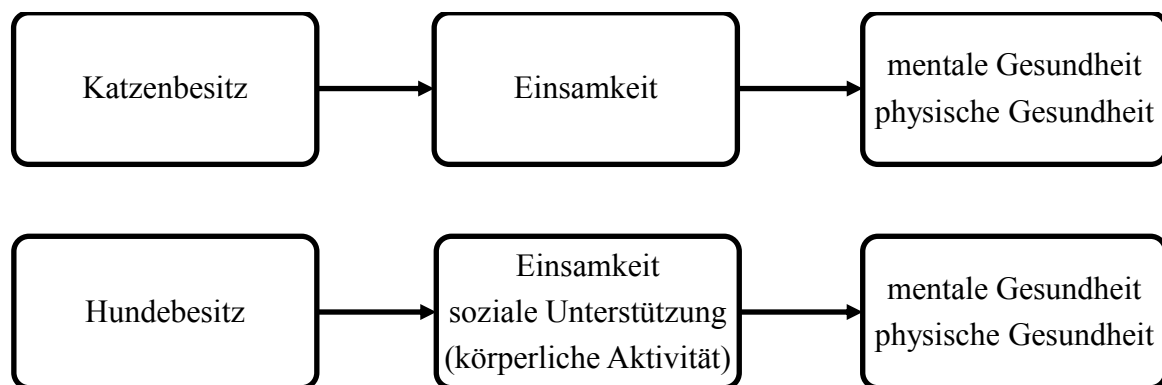 Katzenbesitz
Einsamkeit
mentale Gesundheit
physische Gesundheit
Hundebesitz
Einsamkeit
soziale Unterstützung
(körperliche Aktivität)
mentale Gesundheit
physische Gesundheit